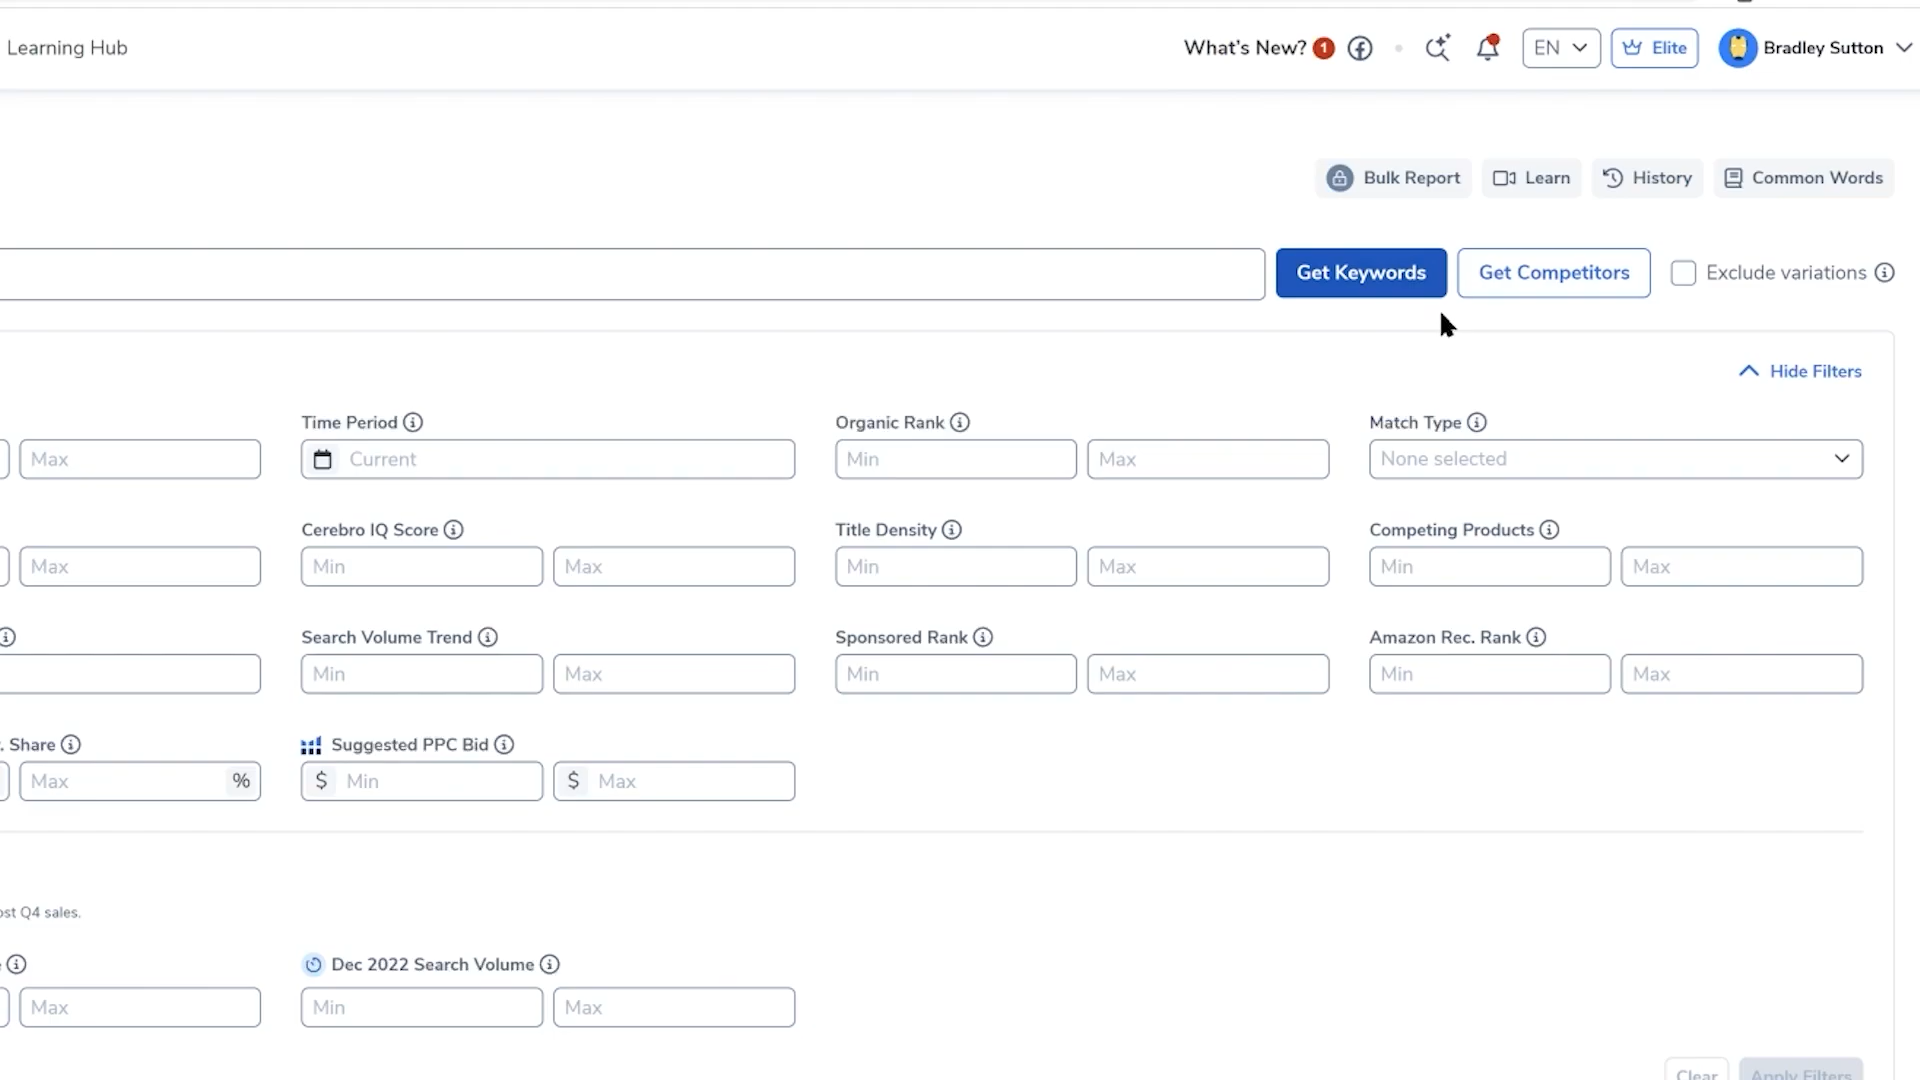 Learning Hub
What's New? 1
EN
Elite
Bradley Sutton
Bulk Report
Learn
History
Common Words
Get Keywords
Get Competitors
Exclude variations
Hide Filters
Time Period
Organic Rank
Match Type
Max
Current
Min
Max
None selected
Cerebro IQ Score
Title Density
Competing Products
Max
Min
Max
Min
Max
Min
Max
Search Volume Trend
Sponsored Rank
Amazon Rec. Rank
Min
Max
Min
Max
Min
Max
. Share
Suggested PPC Bid
Max %
$ Min
$ Max
ost Q4 sales.
Dec 2022 Search Volume
Max
Min
Max
Clear
Apply Filters